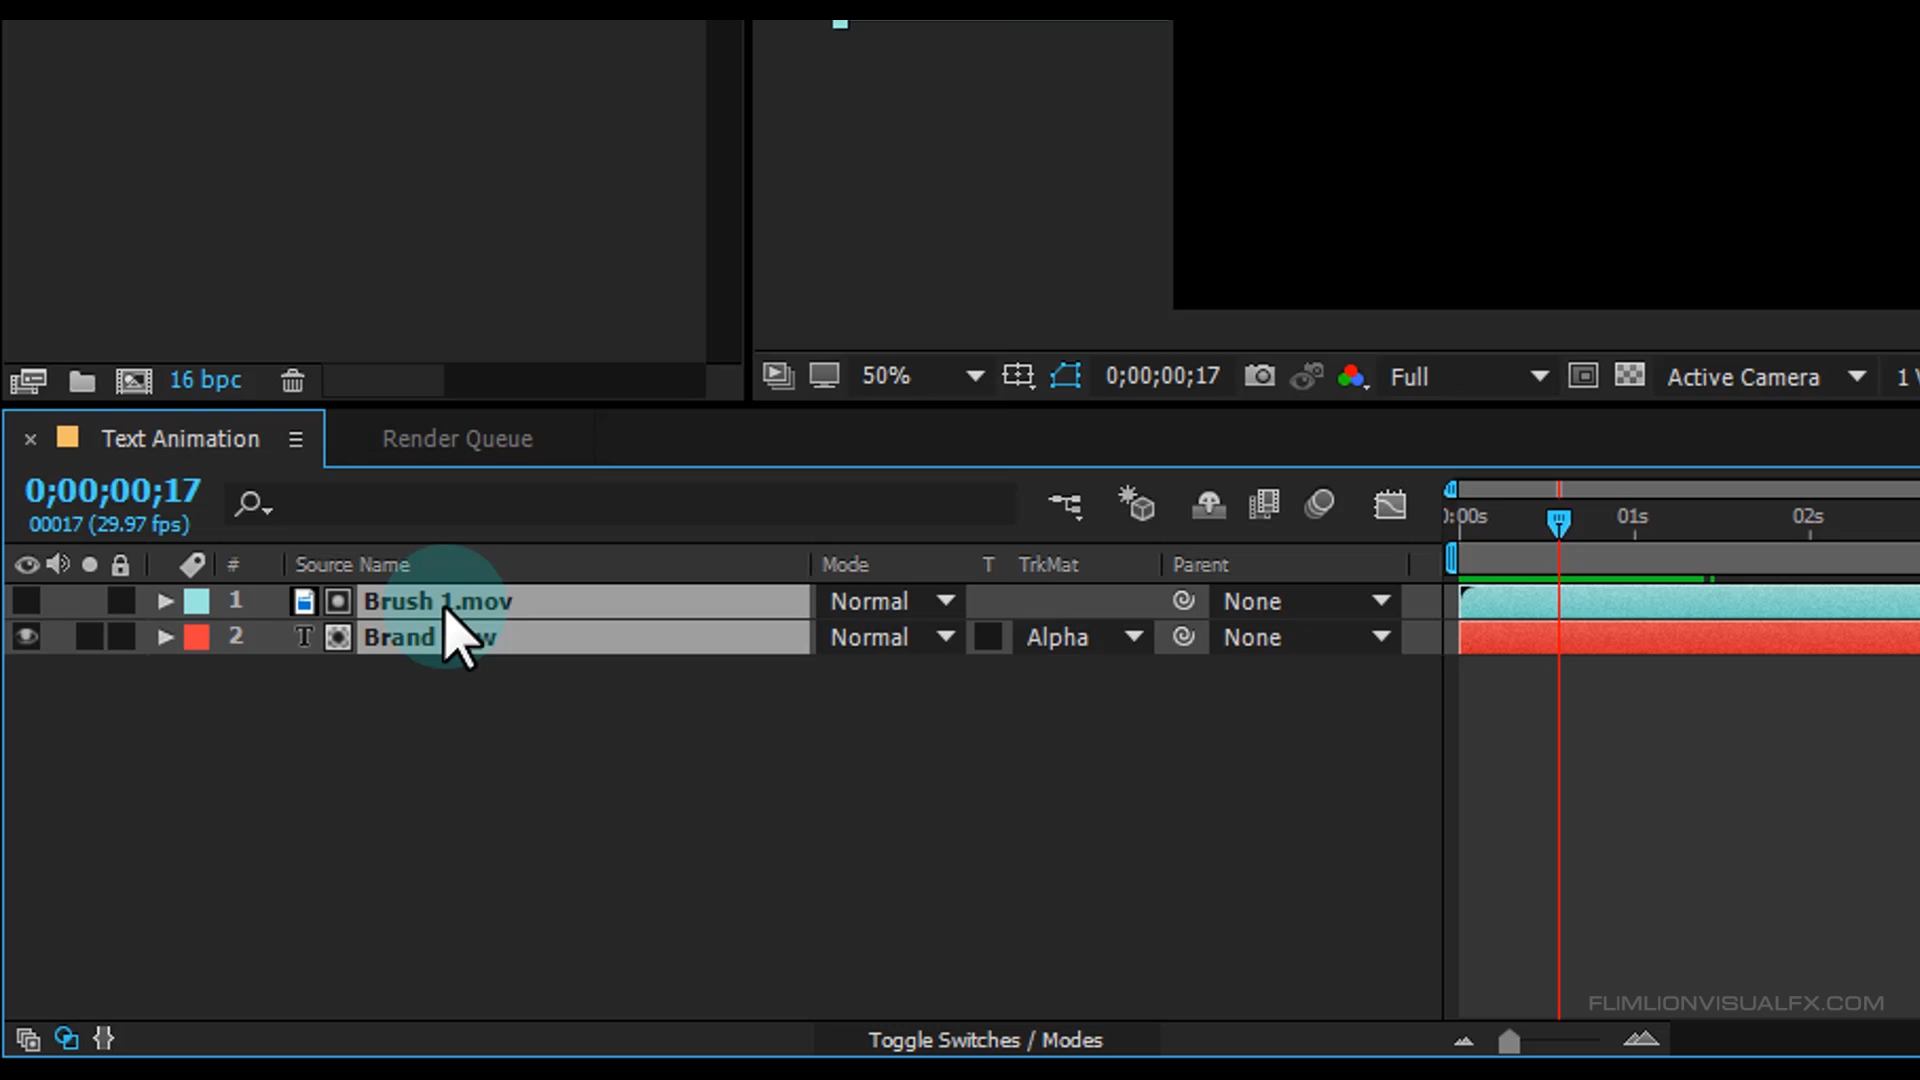 16 bpc
50% 0;00;00;17 Full Active Camera 1
Text Animation Render Queue
0;00;00;17
00017 (29.97 fps)
:00s 01s 02s
# Source Name Mode T TrkMat Parent
1 Brush 1.mov Normal None
2 T Brand Normal Alpha None
FLIMLIONVISUALFX.COM
Toggle Switches / Modes